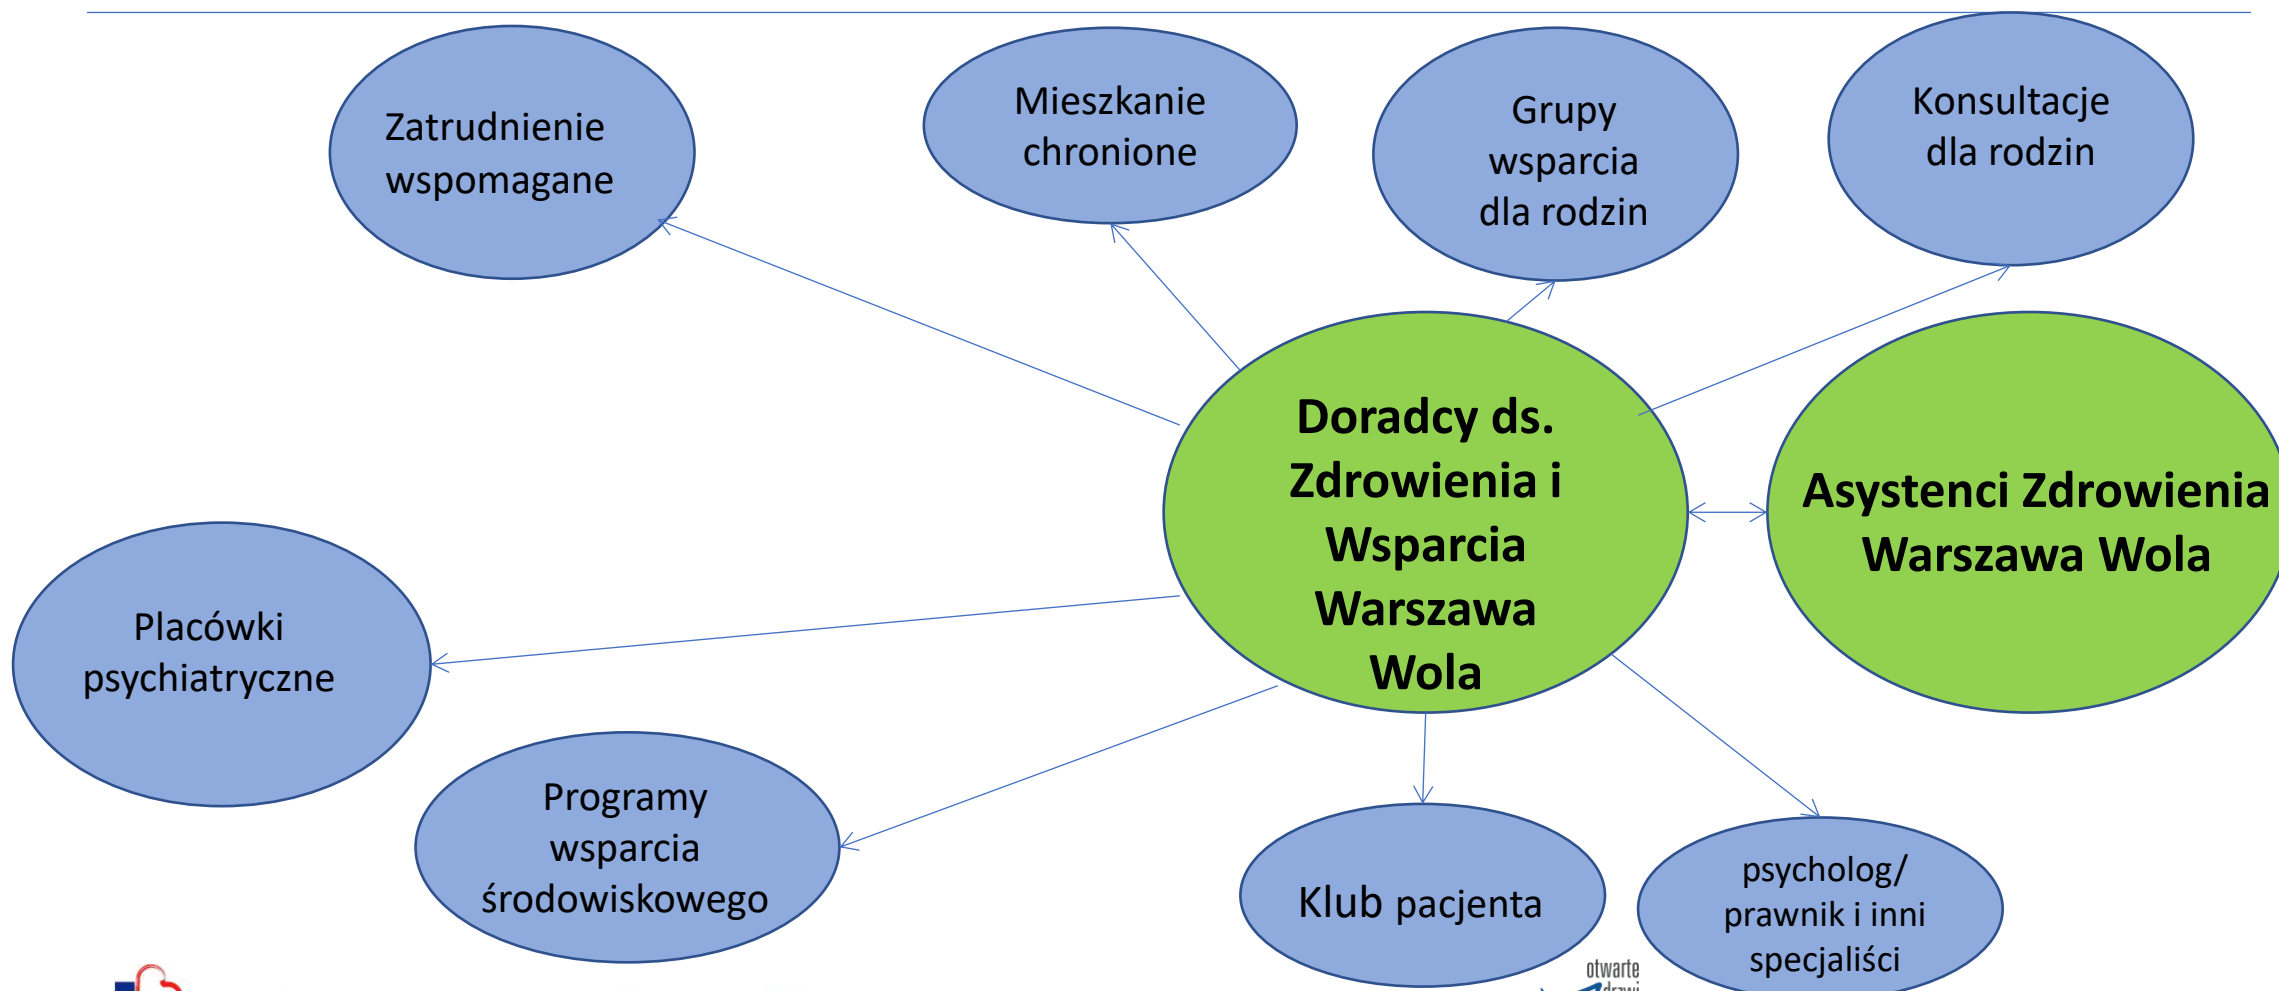 Zatrudnienie
wspomagane
Mieszkanie
chronione
Grupy
wsparcia
dla rodzin
Konsultacje
dla rodzin
Doradcy ds.
Zdrowienia i
Wsparcia
Warszawa
Wola
Asystenci Zdrowienia
Warszawa Wola
Placówki
psychiatryczne
Programy
wsparcia
środowiskowego
Klub pacjenta
psycholog/
prawnik i inni
specjaliści
otwarte
drzwi